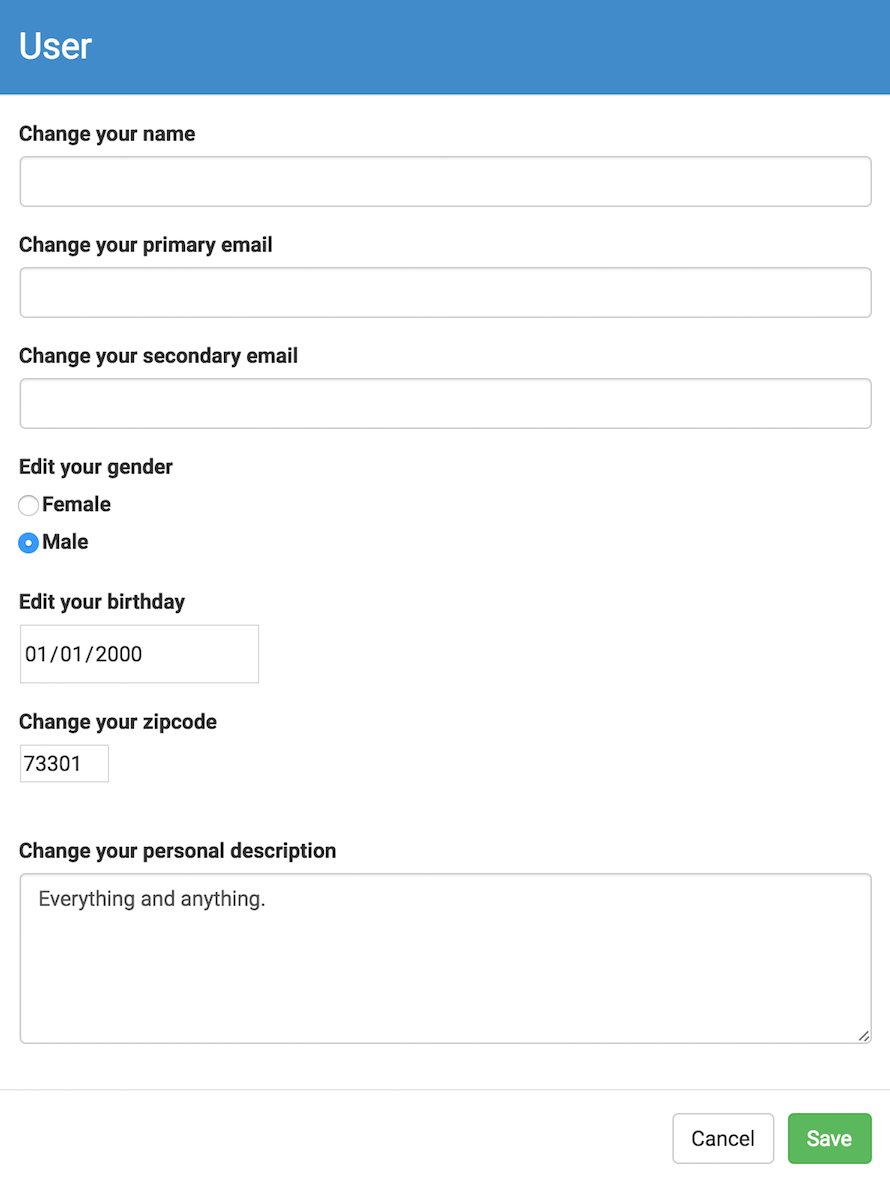 User
Change your name
Change your primary email
Change your secondary email
Edit your gender
Female
Male
Edit your birthday
01/01/2000
Change your zipcode
73301
Change your personal description
Everything and anything.
Cancel Save